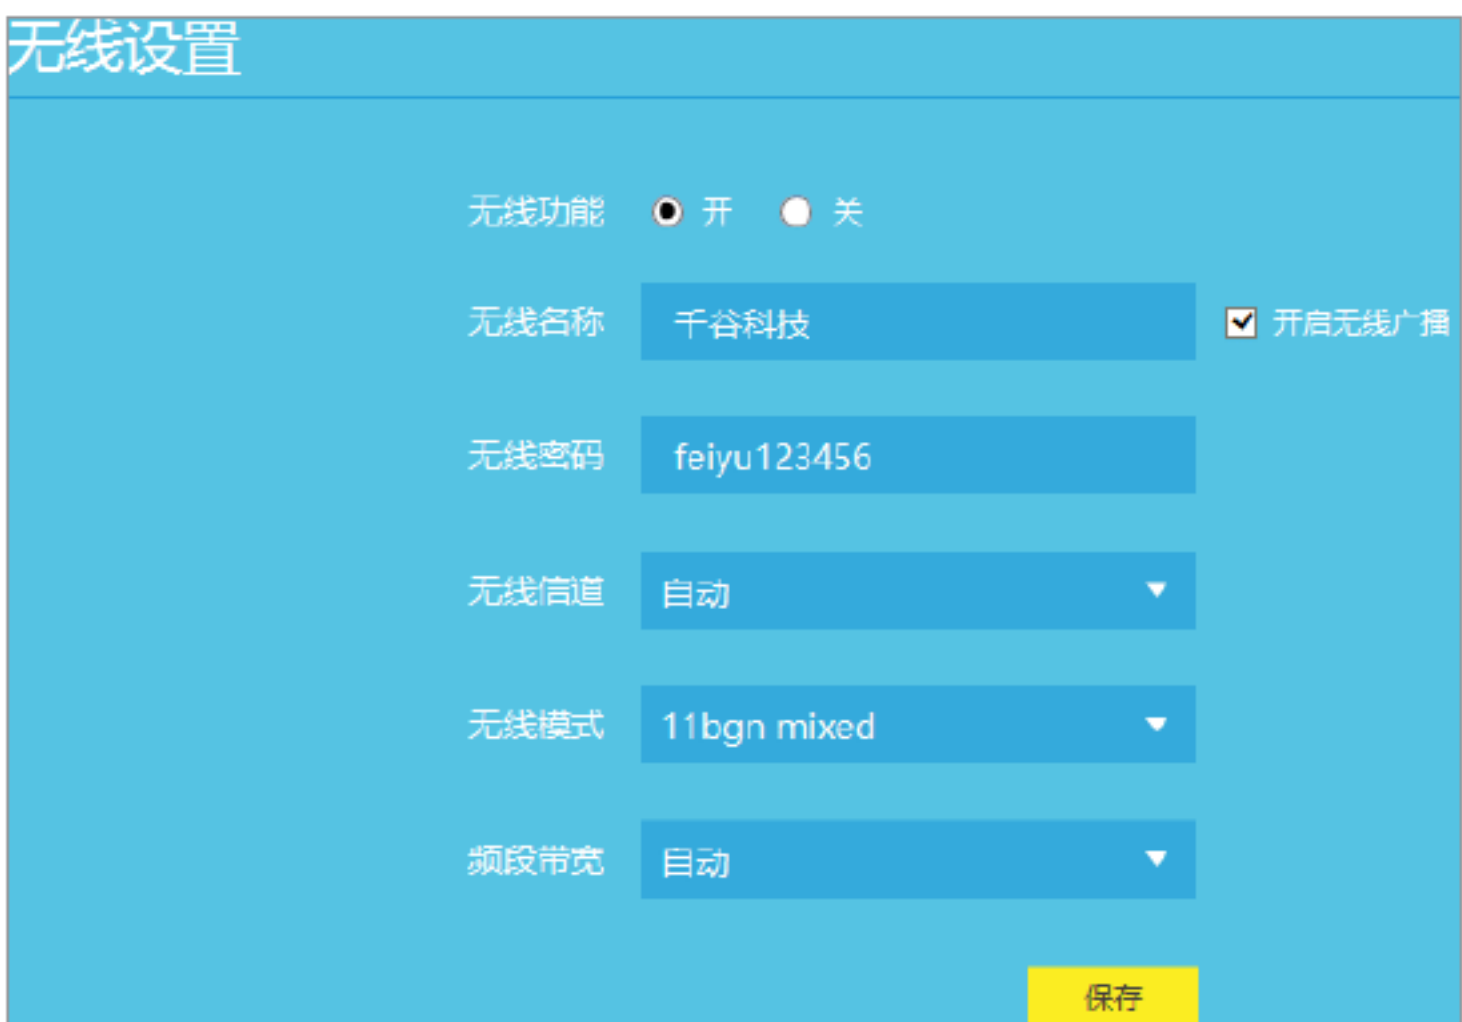 无线设置
无线功能 开 关
无线名称 千谷科技 开启无线广播
无线密码 feiyu123456
无线信道 自动
无线模式 11bgn mixed
频段带宽 自动
保存